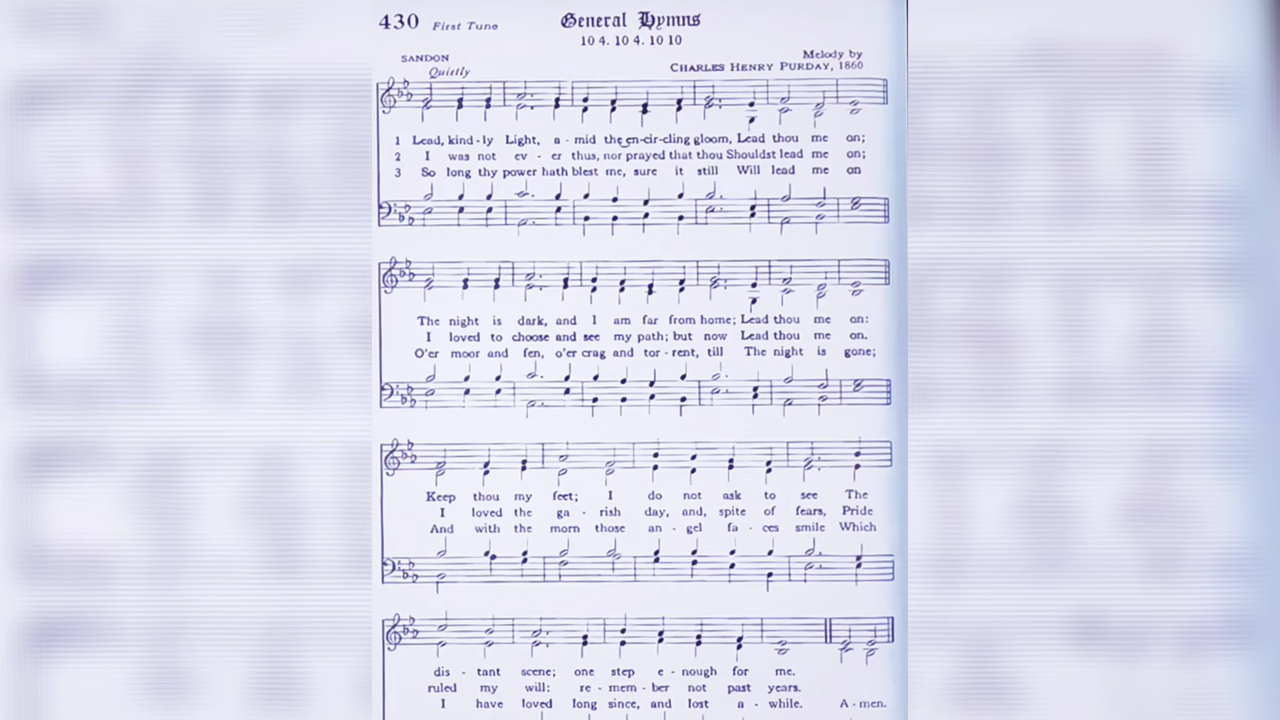 430 First Tune
General Hymns
10 4. 10 4. 10 10
SANDON
Quietly
Melody by
CHARLES HENRY PURDAY, 1860
1 Lead, kind-ly Light, a-mid the en-cir-cling gloom, Lead thou me on;
2 I was not ev-er thus, nor prayed that thou Shouldst lead me on;
3 So long thy power hath blest me, sure it still Will lead me on
The night is dark, and I am far from home; Lead thou me on:
I loved to choose and see my path; but now Lead thou me on.
O'er moor and fen, o'er crag and tor-rent, till The night is gone;
Keep thou my feet; I do not ask to see The
I loved the ga-rish day, and, spite of fears, Pride
And with the morn those an-gel fa-ces smile Which
dis-tant scene; one step e-nough for me.
ruled my will: re-mem-ber not past years.
I have loved long since, and lost a-while. A-men.